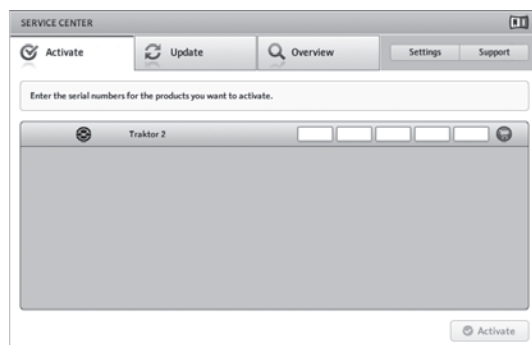 SERVICE CENTER
Activate Update Overview Settings Support
Enter the serial numbers for the products you want to activate.
Traktor 2
Activate